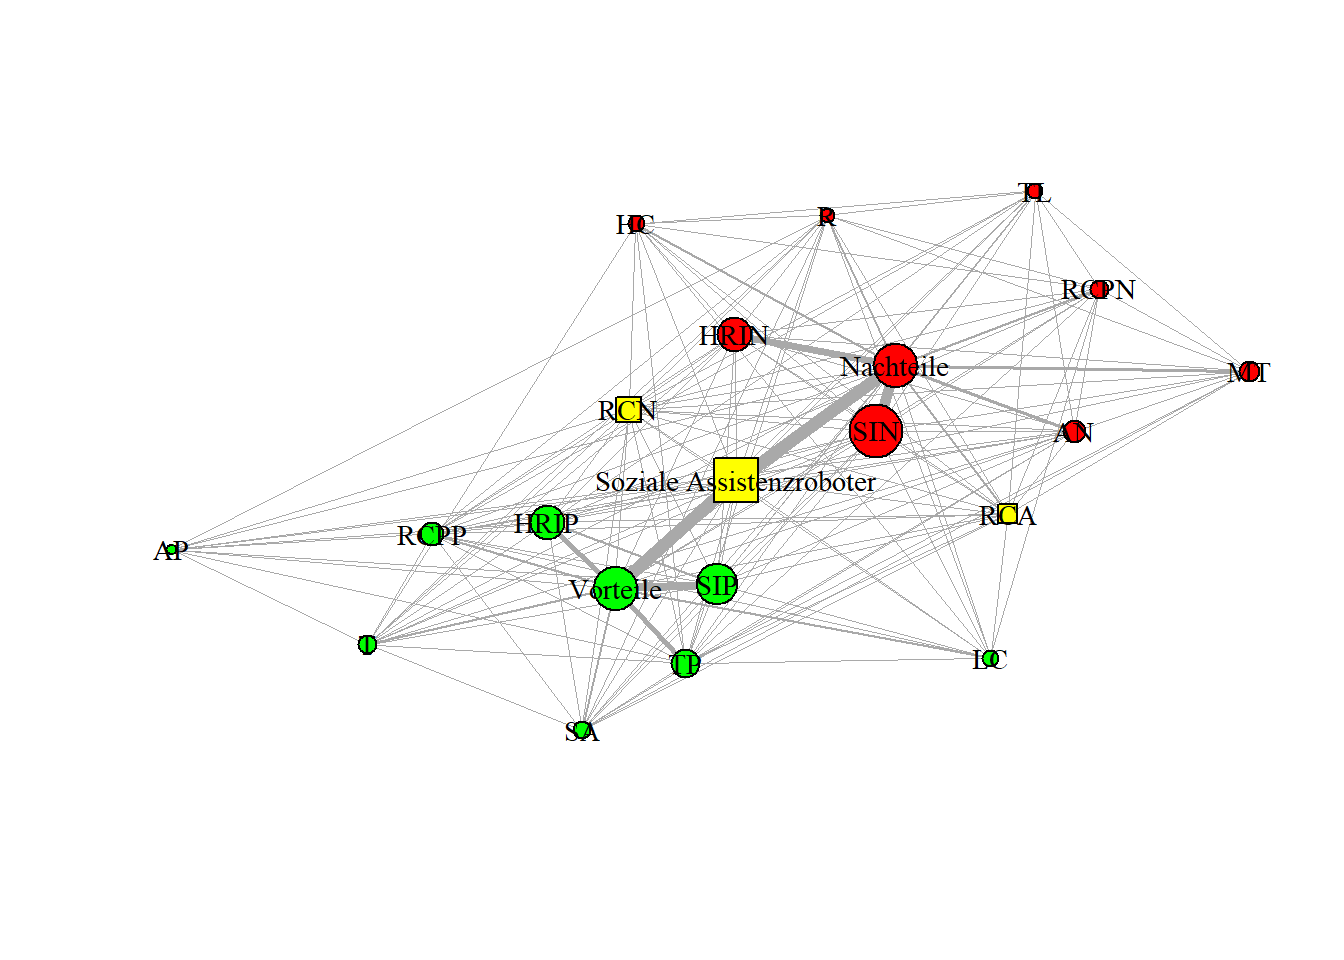 TL
R
HC
RCPN
HRIN
Nachteile
MT
RCN
SIN
AN
Soziale Assistenzroboter
RCA
HRIP
RCPP
AP
Vorteile
SIP
T
TP
LC
SA